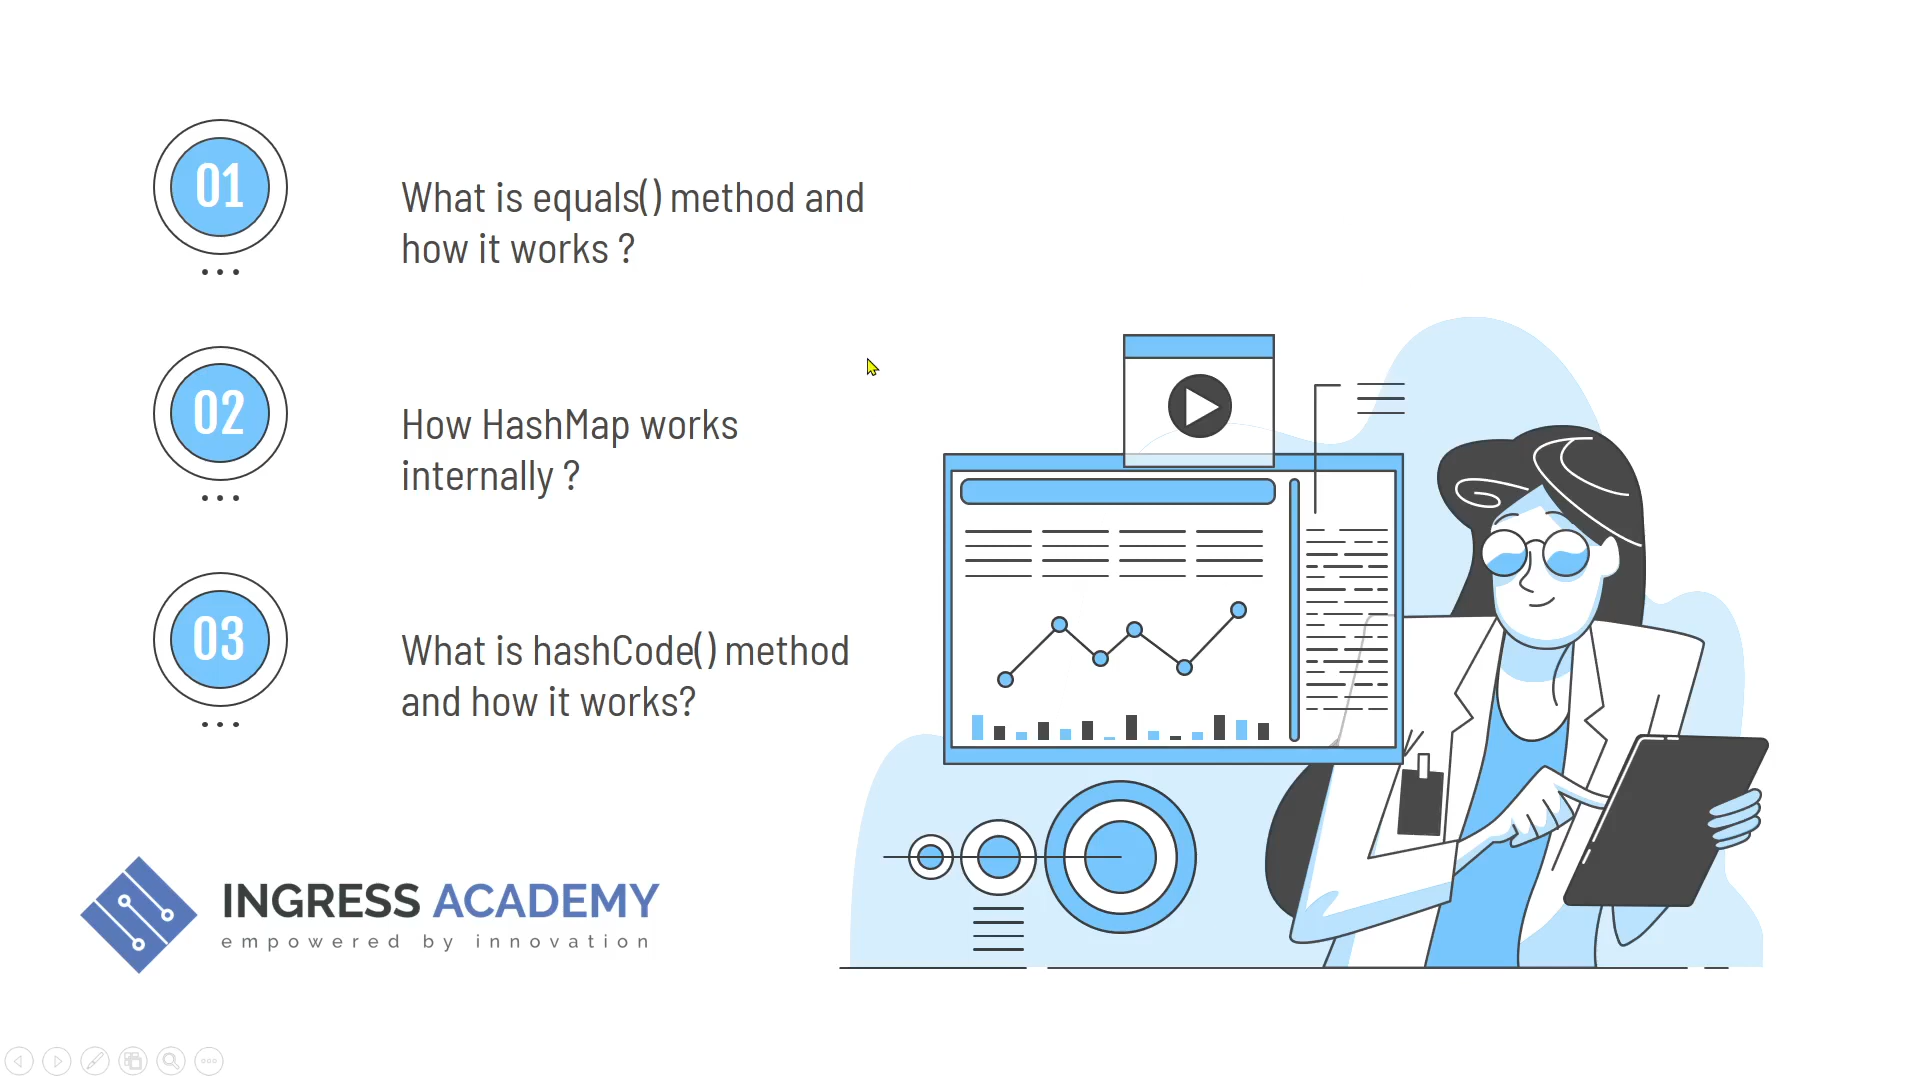 01
What is equals() method and
how it works ?
02
How HashMap works
internally ?
03
What is hashCode() method
and how it works?
INGRESS ACADEMY
empowered by innovation